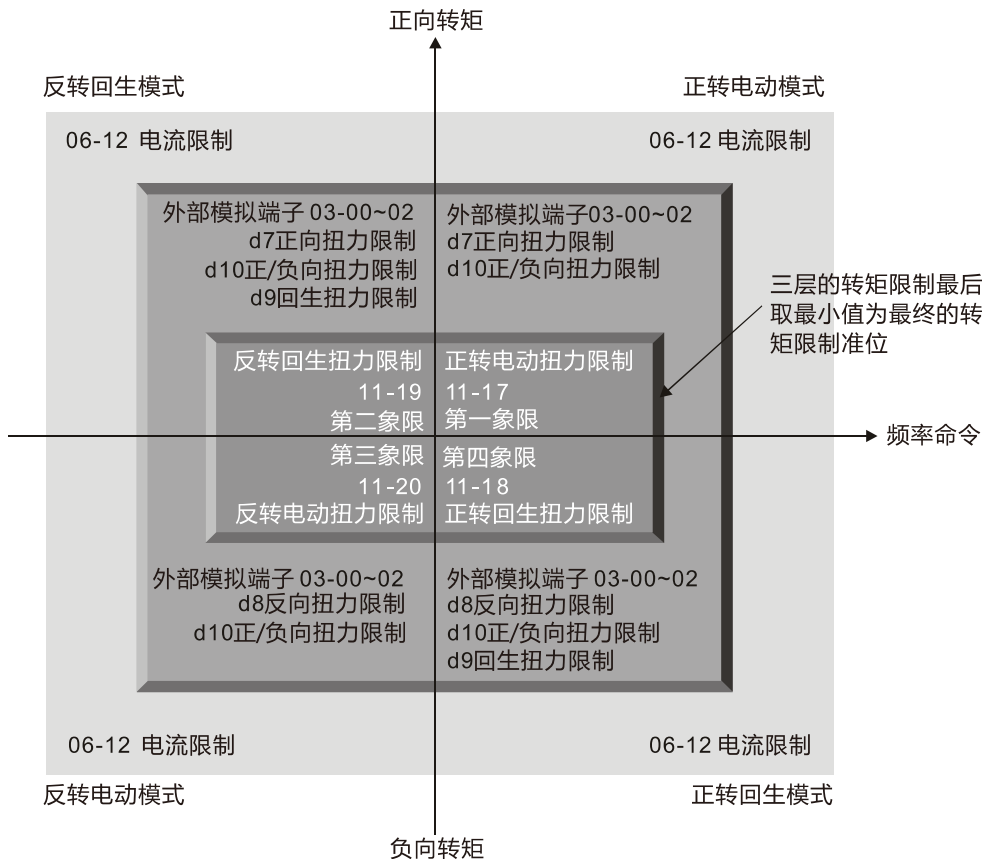 正向转矩
反转回生模式
正转电动模式
06-12 电流限制
06-12 电流限制
外部模拟端子 03-00~02
d7正向扭力限制
d10正/负向扭力限制
d9回生扭力限制
外部模拟端子03-00~02
d7正向扭力限制
d10正/负向扭力限制
三层的转矩限制最后
取最小值为最终的转
矩限制准位
反转回生扭力限制
11-19
第二象限
正转电动扭力限制
11-17
第一象限
频率命令
第三象限
11-20
反转电动扭力限制
第四象限
11-18
正转回生扭力限制
外部模拟端子 03-00~02
d8反向扭力限制
d10正/负向扭力限制
外部模拟端子 03-00~02
d8反向扭力限制
d10正/负向扭力限制
d9回生扭力限制
06-12 电流限制
06-12 电流限制
反转电动模式
正转回生模式
负向转矩